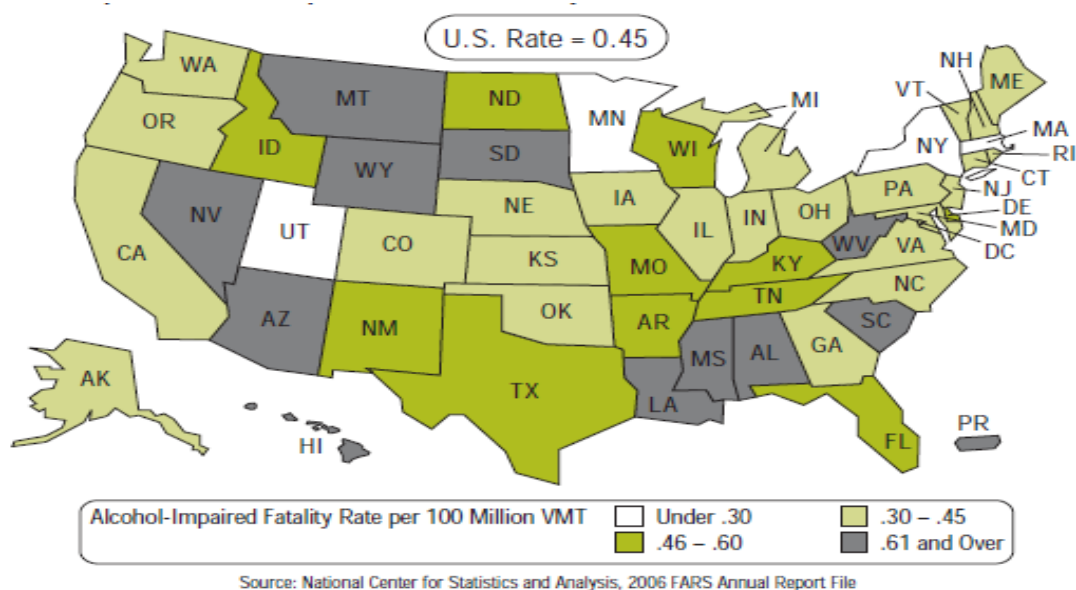 U.S. Rate = 0.45
WA
MT
ND
MN
MI
VT
NH
ME
OR
ID
WY
SD
WI
NY
MA
RI
CT
NV
UT
CO
NE
IA
IL
IN
OH
PA
NJ
DE
MD
DC
CA
KS
MO
KY
WV
VA
AZ
NM
OK
AR
TN
NC
SC
AK
TX
LA
MS
AL
GA
HI
FL
PR
Alcohol-Impaired Fatality Rate per 100 Million VMT
Under .30
.30 – .45
.46 – .60
.61 and Over
Source: National Center for Statistics and Analysis, 2006 FARS Annual Report File